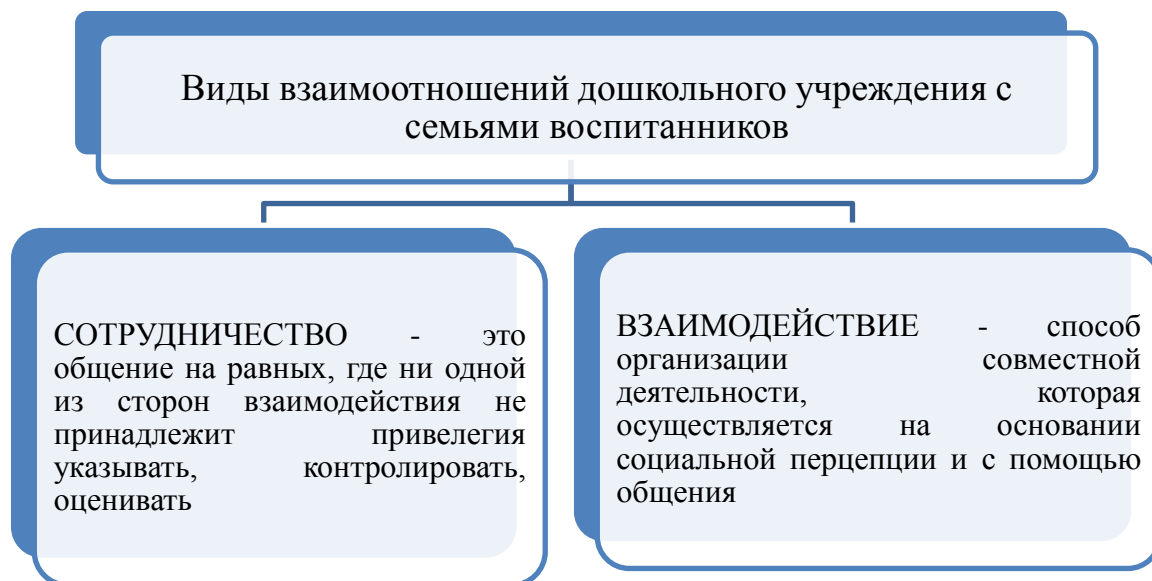 Виды взаимоотношений дошкольного учреждения с
семьями воспитанников
СОТРУДНИЧЕСТВО - это
общение на равных, где ни одной
из сторон взаимодействия не
принадлежит привелегия
указывать, контролировать,
оценивать
ВЗАИМОДЕЙСТВИЕ - способ
организации совместной
деятельности, которая
осуществляется на основании
социальной перцепции и с помощью
общения